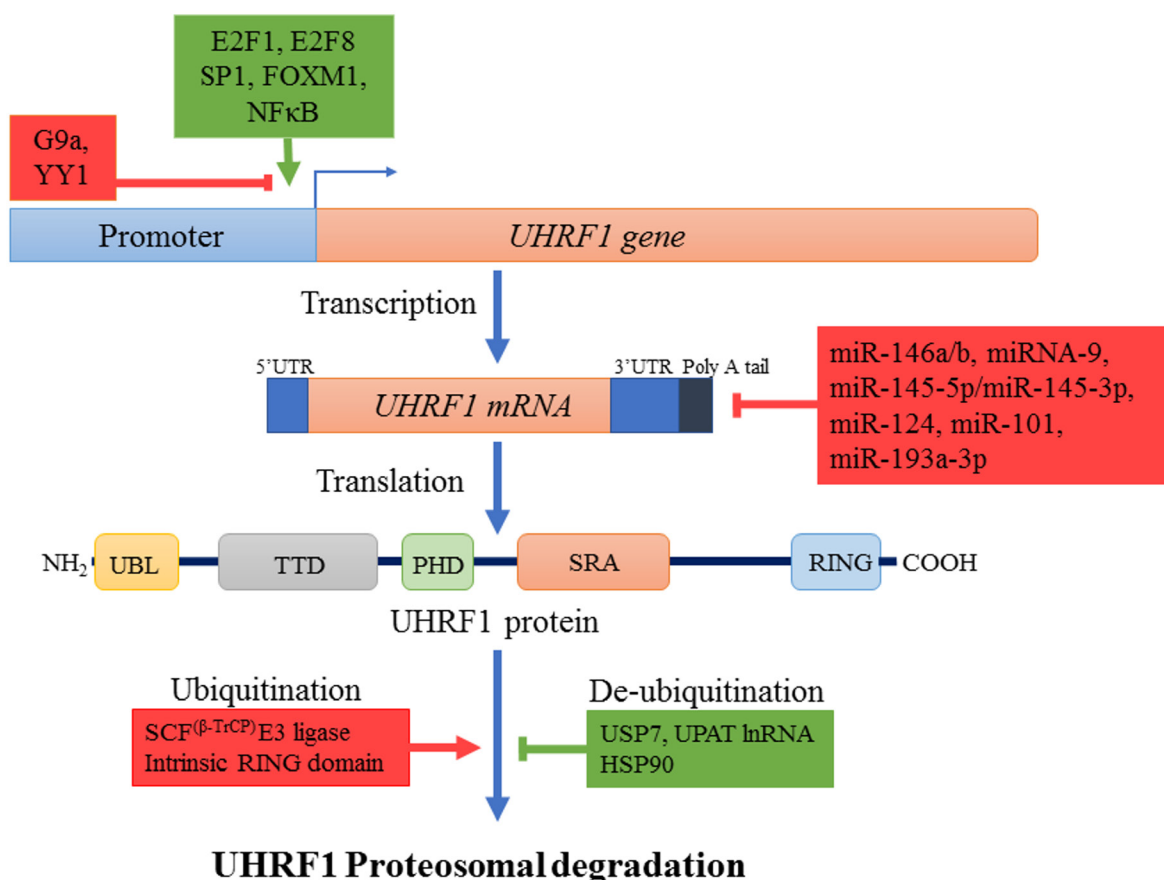 E2F1, E2F8
SP1, FOXM1,
NFκB
G9a,
YY1
Promoter
UHRF1 gene
Transcription
5’UTR
3’UTR
Poly A tail
UHRF1 mRNA
miR-146a/b, miRNA-9,
miR-145-5p/miR-145-3p,
miR-124, miR-101,
miR-193a-3p
Translation
NH₂
UBL
TTD
PHD
SRA
RING
COOH
UHRF1 protein
Ubiquitination
SCF⁽β-TrCP⁾E3 ligase
Intrinsic RING domain
De-ubiquitination
USP7, UPAT lnRNA
HSP90
UHRF1 Proteosomal degradation